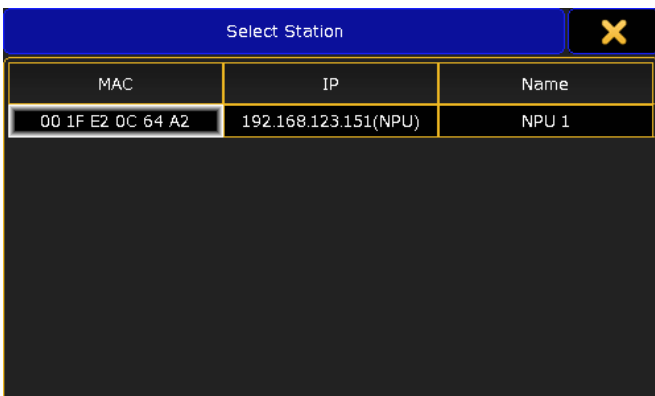 Select Station
MAC IP Name
00 1F E2 0C 64 A2 192.168.123.151(NPU) NPU 1